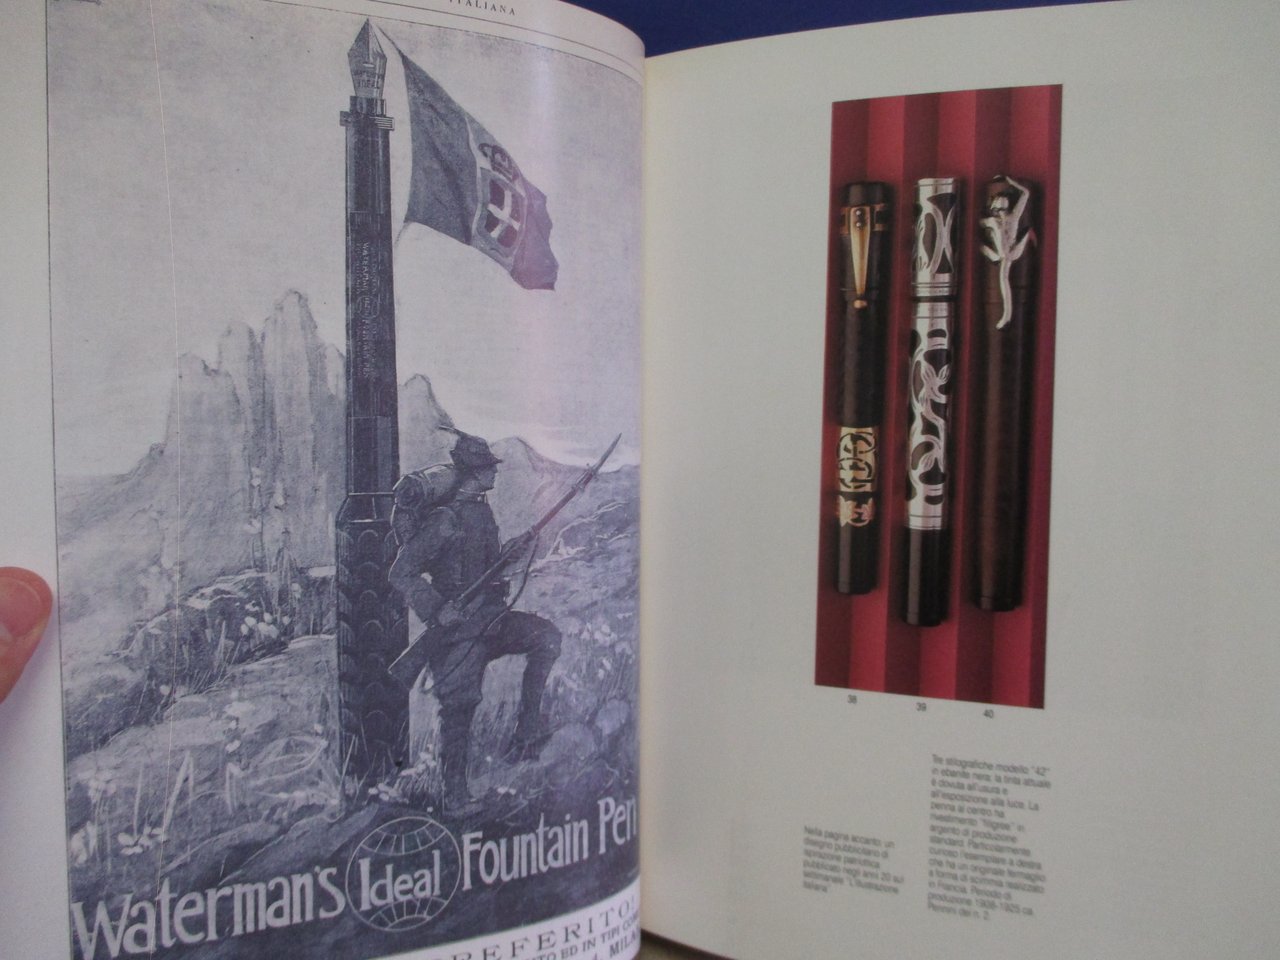 ITALIANA
Waterman's Ideal Fountain Pen
PREFERITO!
ED IN TIPI
MILA
38
39
40
Nella pagina accanto: un
disegno pubblicitario di
ispirazione patriottica
pubblicato negli anni 20 sul
settimanale "L'Illustrazione
Italiana"
Tre stilografiche modello "42"
in ebanite nera: la tinta attuale
è dovuta all'usura e
all'esposizione alla luce. La
penna al centro ha
rivestimento "filigree" in
argento di produzione
standard. Particolarmente
curioso l'esemplare a destra
che ha un originale fermaglio
a forma di scimmia realizzato
in Francia. Periodo di
produzione 1908-1925 ca.
Pennini del n. 2